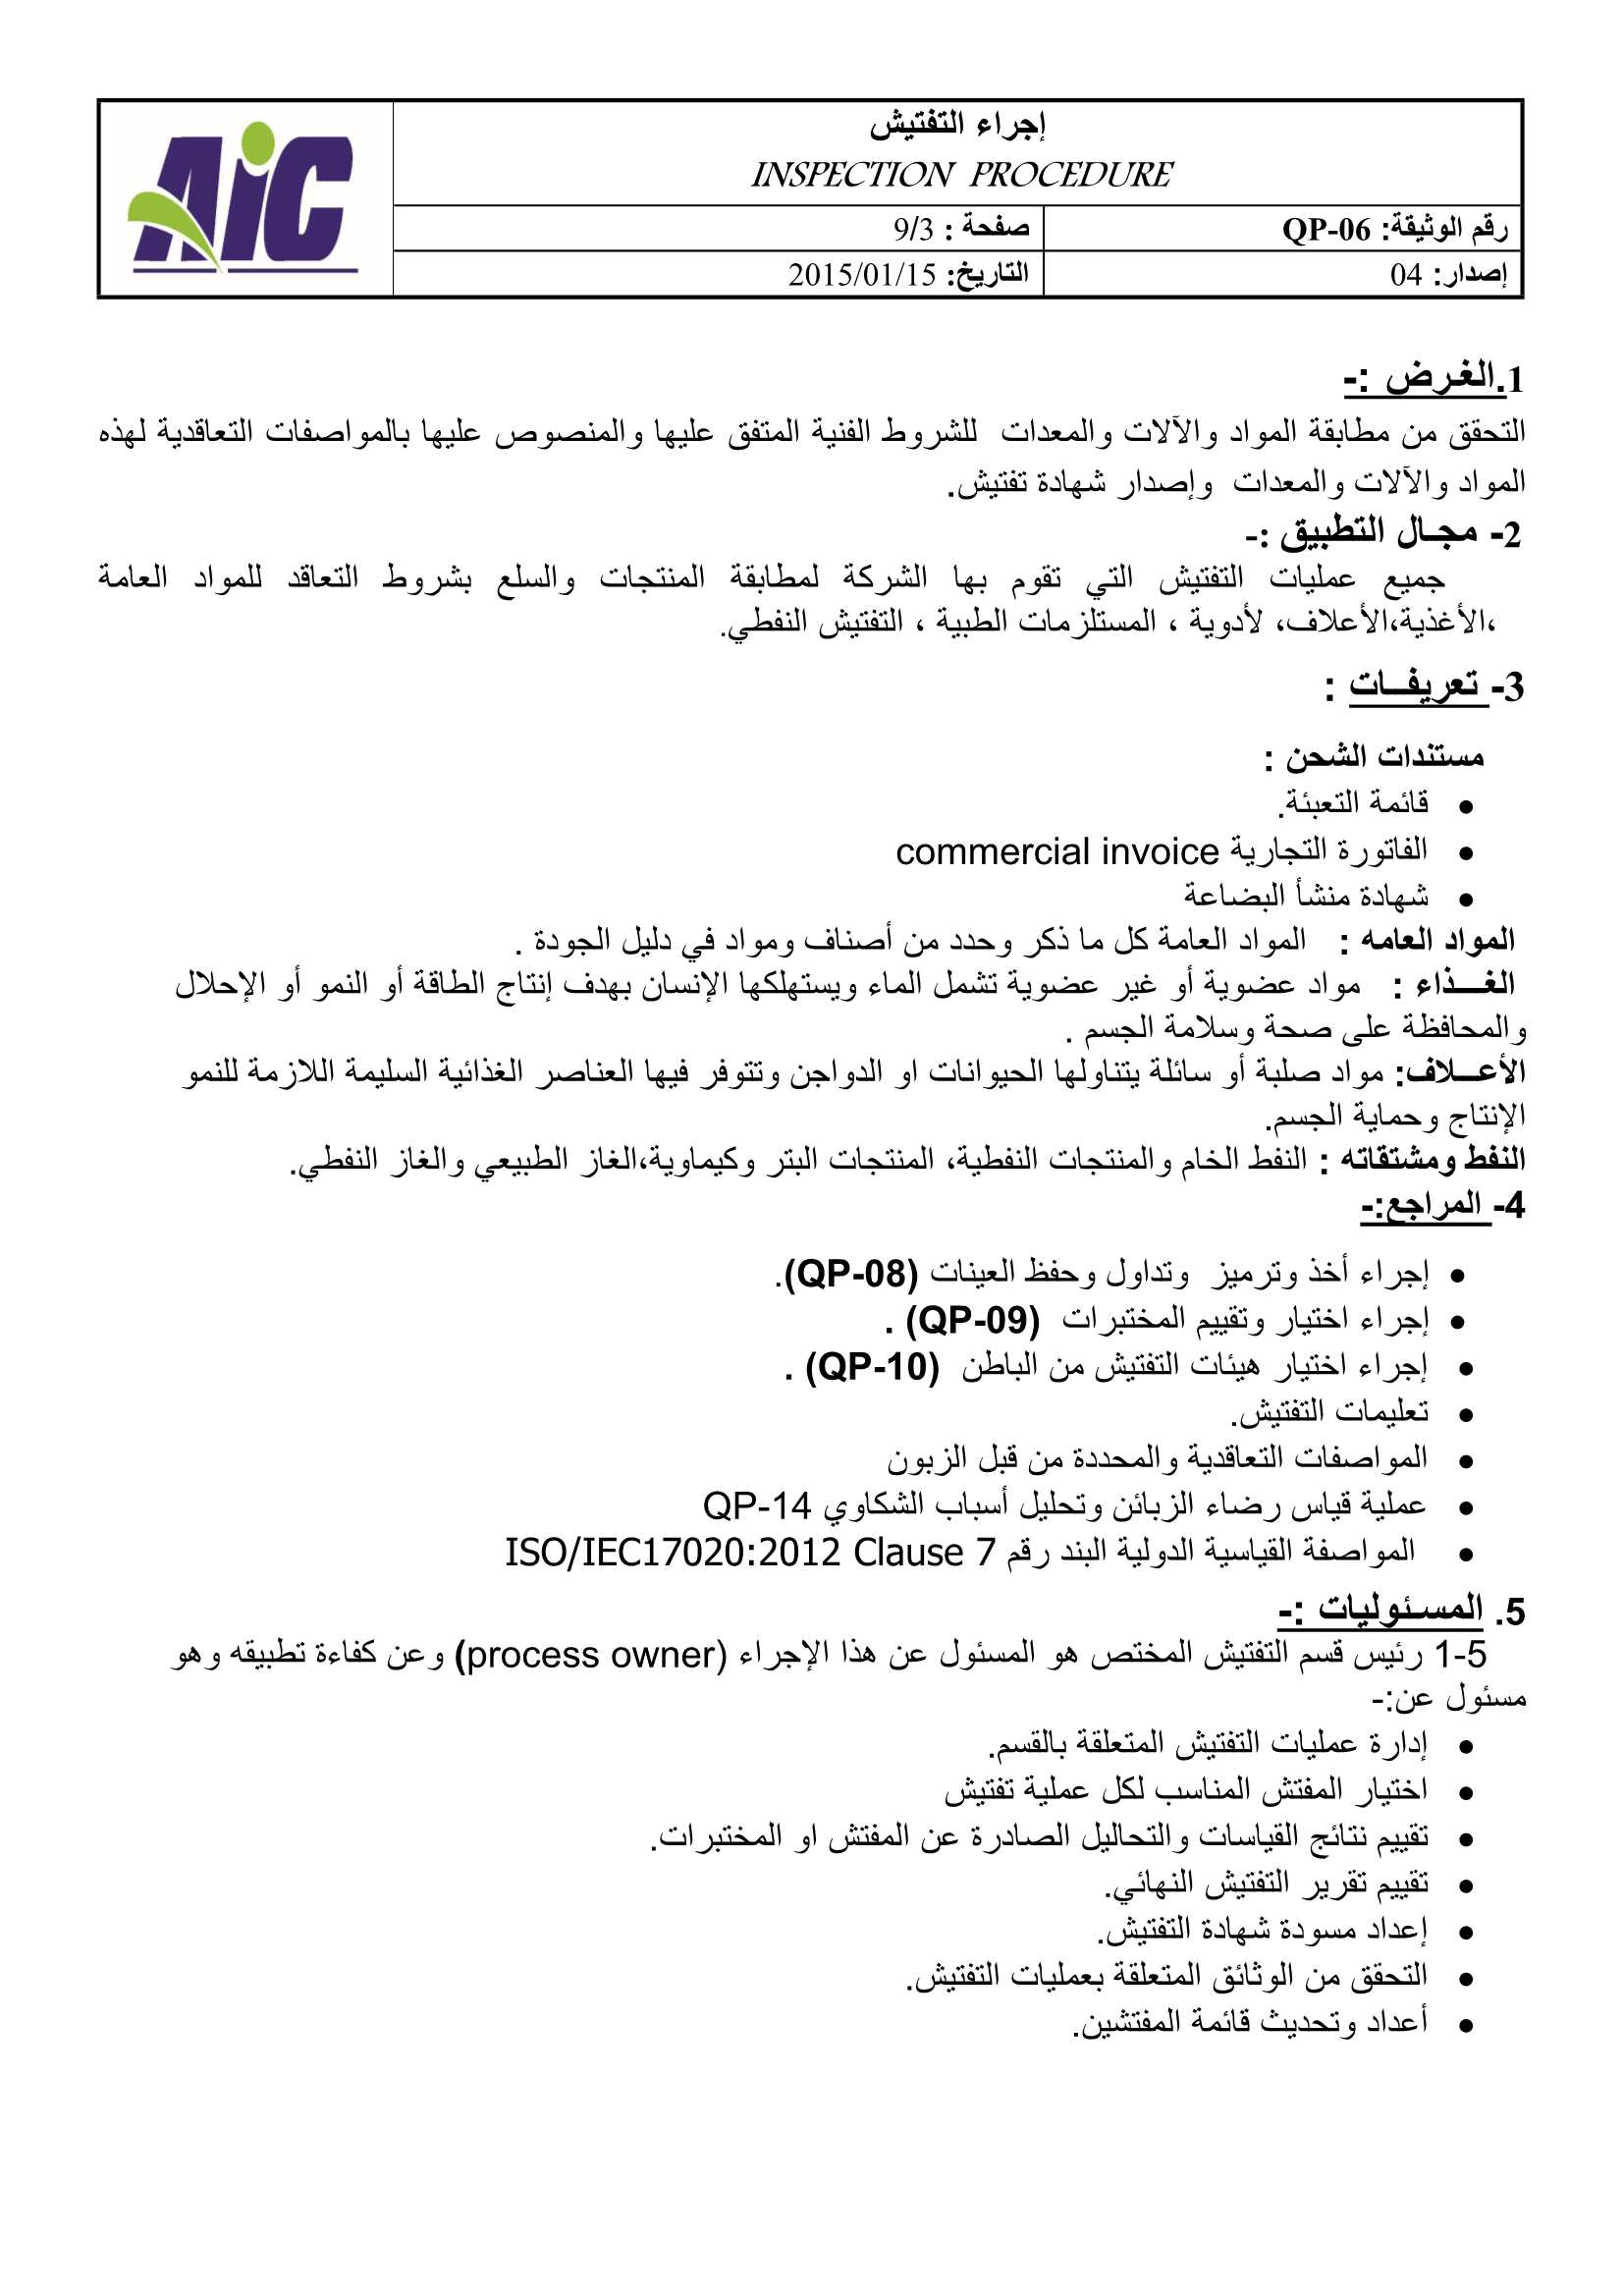 AiC
إجراء التفتيش
INSPECTION PROCEDURE
رقم الوثيقة: QP-06
صفحة : 9/3
إصدار: 04
التاريخ: 2015/01/15
1.الغرض :-
التحقق من مطابقة المواد والآلات والمعدات للشروط الفنية المتفق عليها والمنصوص عليها بالمواصفات التعاقدية لهذه
المواد والآلات والمعدات وإصدار شهادة تفتيش.
2- مجـال التطبيق :-
جميع عمليات التفتيش التي تقوم بها الشركة لمطابقة المنتجات والسلع بشروط التعاقد للمواد العامة
،الأغذية،الأعلاف، لأدوية ، المستلزمات الطبية ، التفتيش النفطي.
3- تعريفــات :
مستندات الشحن :
• قائمة التعبئة.
• الفاتورة التجارية commercial invoice
• شهادة منشأ البضاعة
المواد العامه : المواد العامة كل ما ذكر وحدد من أصناف ومواد في دليل الجودة .
الغـــذاء : مواد عضوية أو غير عضوية تشمل الماء ويستهلكها الإنسان بهدف إنتاج الطاقة أو النمو أو الإحلال
والمحافظة على صحة وسلامة الجسم .
الأعـــلاف: مواد صلبة أو سائلة يتناولها الحيوانات او الدواجن وتتوفر فيها العناصر الغذائية السليمة اللازمة للنمو
الإنتاج وحماية الجسم.
النفط ومشتقاته : النفط الخام والمنتجات النفطية، المنتجات البتر وكيماوية،الغاز الطبيعي والغاز النفطي.
4- المراجع:-
• إجراء أخذ وترميز وتداول وحفظ العينات (QP-08).
• إجراء اختيار وتقييم المختبرات (QP-09) .
• إجراء اختيار هيئات التفتيش من الباطن (QP-10) .
• تعليمات التفتيش.
• المواصفات التعاقدية والمحددة من قبل الزبون
• عملية قياس رضاء الزبائن وتحليل أسباب الشكاوي QP-14
• المواصفة القياسية الدولية البند رقم ISO/IEC17020:2012 Clause 7
5. المسـئوليات :-
1-5 رئيس قسم التفتيش المختص هو المسئول عن هذا الإجراء (process owner) وعن كفاءة تطبيقه وهو
مسئول عن:-
• إدارة عمليات التفتيش المتعلقة بالقسم.
• اختيار المفتش المناسب لكل عملية تفتيش
• تقييم نتائج القياسات والتحاليل الصادرة عن المفتش او المختبرات.
• تقييم تقرير التفتيش النهائي.
• إعداد مسودة شهادة التفتيش.
• التحقق من الوثائق المتعلقة بعمليات التفتيش.
• أعداد وتحديث قائمة المفتشين.